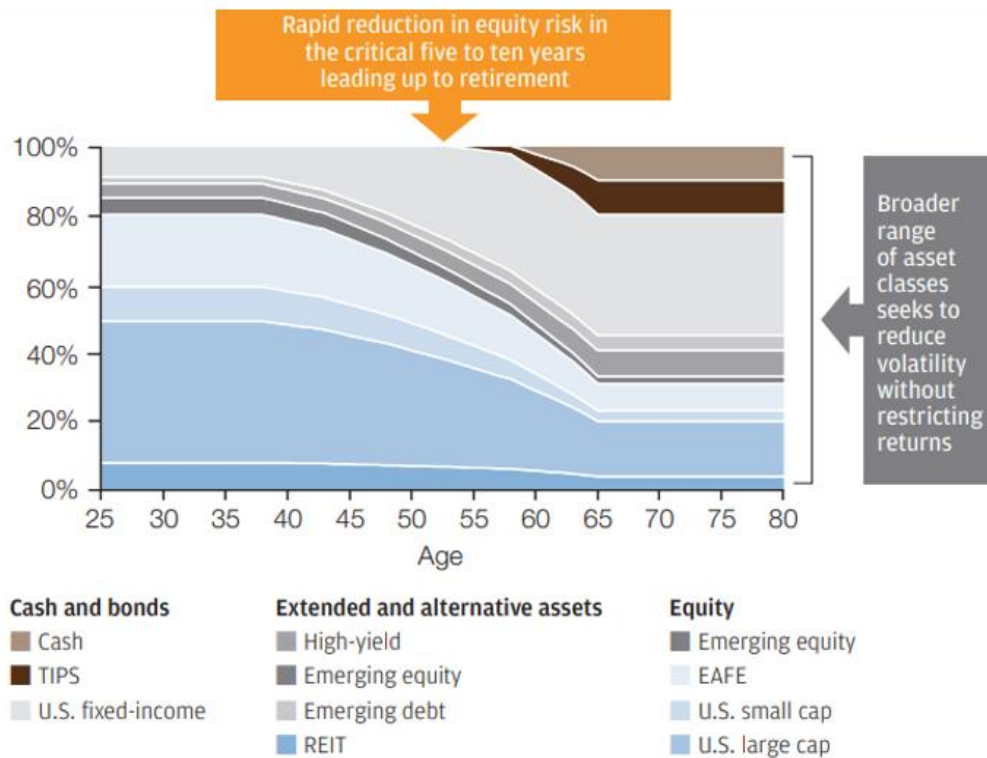 Rapid reduction in equity risk in
the critical five to ten years
leading up to retirement
100%
80%
60%
40%
20%
0%
25 30 35 40 45 50 55 60 65 70 75 80
Age
Broader
range
of asset
classes
seeks to
reduce
volatility
without
restricting
returns
Cash and bonds
Cash
TIPS
U.S. fixed-income
Extended and alternative assets
High-yield
Emerging equity
Emerging debt
REIT
Equity
Emerging equity
EAFE
U.S. small cap
U.S. large cap